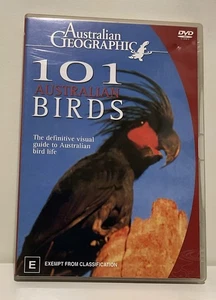 Australian
GEOGRAPHIC
DVD
101
AUSTRALIAN
BIRDS
The definitive visual
guide to Australian
bird life
E
EXEMPT FROM CLASSIFICATION